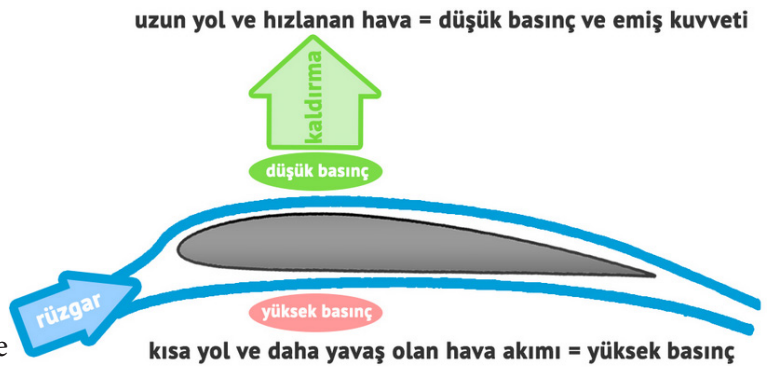 uzun yol ve hızlanan hava = düşük basınç ve emiş kuvveti
kaldırma
düşük basınç
rüzgar
yüksek basınç
e
kısa yol ve daha yavaş olan hava akımı = yüksek basınç